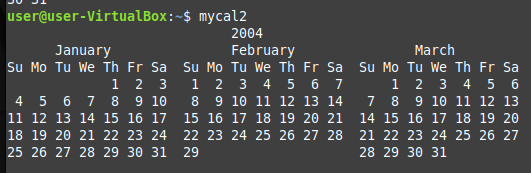 30 31
user@user-VirtualBox:~$ mycal2
                             2004
      January               February                March
Su Mo Tu We Th Fr Sa  Su Mo Tu We Th Fr Sa  Su Mo Tu We Th Fr Sa
             1  2  3   1  2  3  4  5  6  7      1  2  3  4  5  6
 4  5  6  7  8  9 10   8  9 10 11 12 13 14   7  8  9 10 11 12 13
11 12 13 14 15 16 17  15 16 17 18 19 20 21  14 15 16 17 18 19 20
18 19 20 21 22 23 24  22 23 24 25 26 27 28  21 22 23 24 25 26 27
25 26 27 28 29 30 31  29                    28 29 30 31